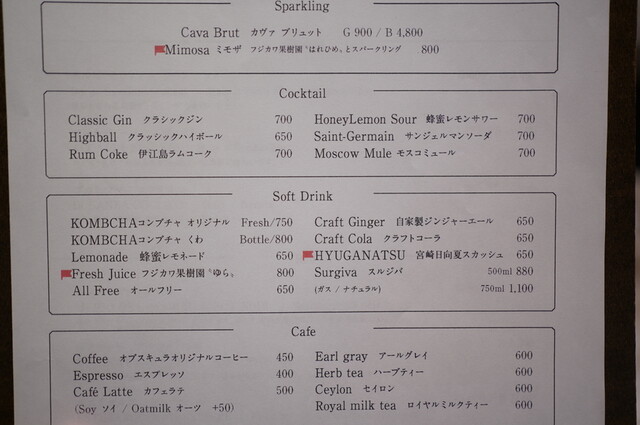 Sparkling
Cava Brut カヴァ ブリュット G 900 / B 4,800
Mimosa ミモザ フジカワ果樹園〝はれひめ〟とスパークリング 800
Cocktail
Classic Gin クラシックジン 700
HoneyLemon Sour 蜂蜜レモンサワー 700
Highball クラッシックハイボール 650
Saint-Germain サンジェルマンソーダ 700
Rum Coke 伊江島ラムコーク 700
Moscow Mule モスコミュール 700
Soft Drink
KOMBCHAコンブチャ オリジナル Fresh/750
Craft Ginger 自家製ジンジャーエール 650
KOMBCHAコンブチャ くわ Bottle/800
Craft Cola クラフトコーラ 650
Lemonade 蜂蜜レモネード 650
HYUGANATSU 宮崎日向夏スカッシュ 650
Fresh Juice フジカワ果樹園〝ゆら〟 800
Surgiva スルジバ 500ml 880
All Free オールフリー 650
(ガス / ナチュラル) 750ml 1,100
Cafe
Coffee オブスキュラオリジナルコーヒー 450
Earl gray アールグレイ 600
Espresso エスプレッソ 400
Herb tea ハーブティー 600
Café Latte カフェラテ 500
Ceylon セイロン 600
(Soy ソイ / Oatmilk オーツ +50)
Royal milk tea ロイヤルミルクティー 600